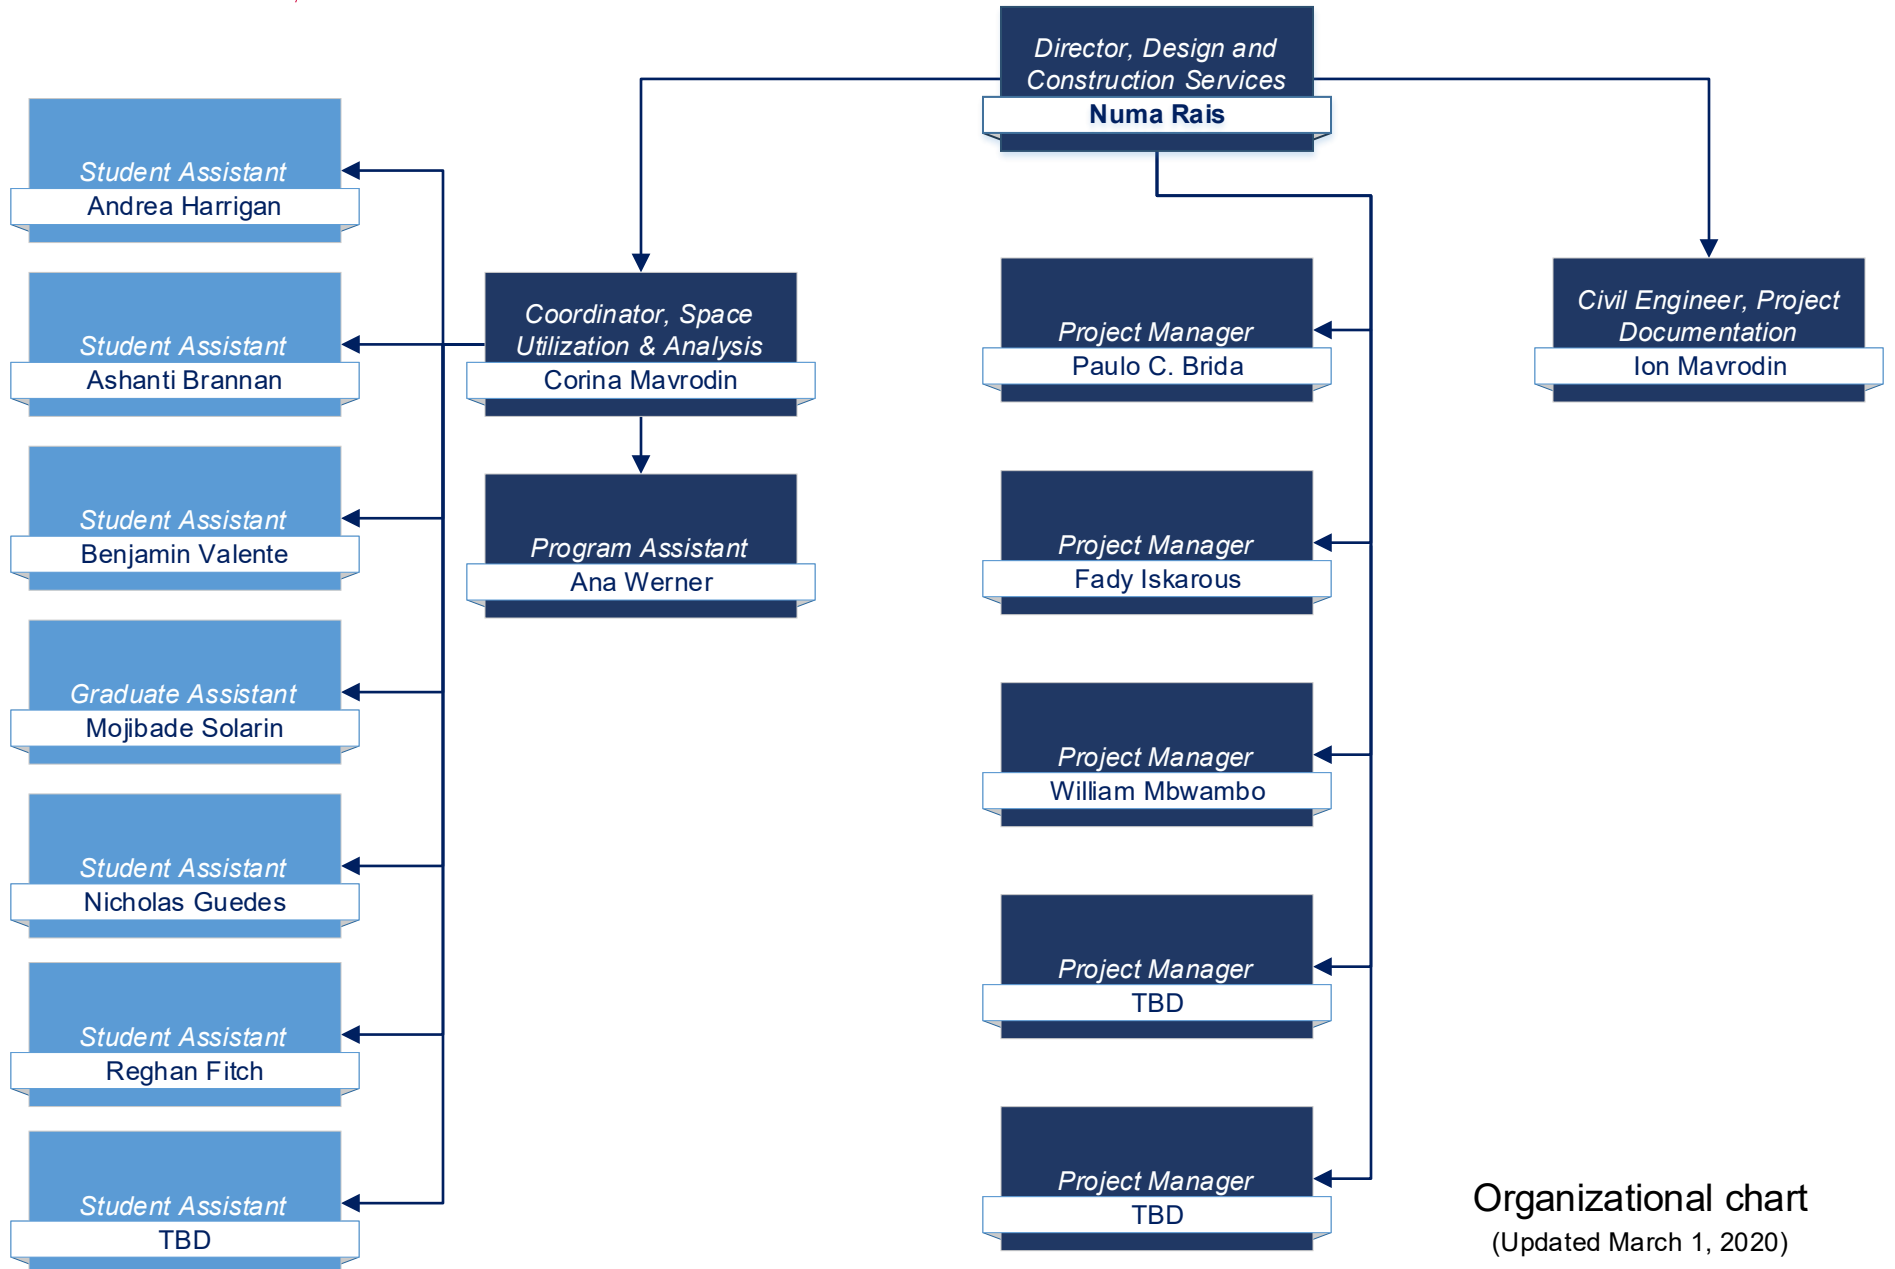 Director, Design and
Construction Services
Numa Rais
Student Assistant
Andrea Harrigan
Student Assistant
Ashanti Brannan
Student Assistant
Benjamin Valente
Graduate Assistant
Mojibade Solarin
Student Assistant
Nicholas Guedes
Student Assistant
Reghan Fitch
Student Assistant
TBD
Coordinator, Space
Utilization & Analysis
Corina Mavrodin
Program Assistant
Ana Werner
Project Manager
Paulo C. Brida
Project Manager
Fady Iskarous
Project Manager
William Mbwambo
Project Manager
TBD
Project Manager
TBD
Civil Engineer, Project
Documentation
Ion Mavrodin
Organizational chart
(Updated March 1, 2020)